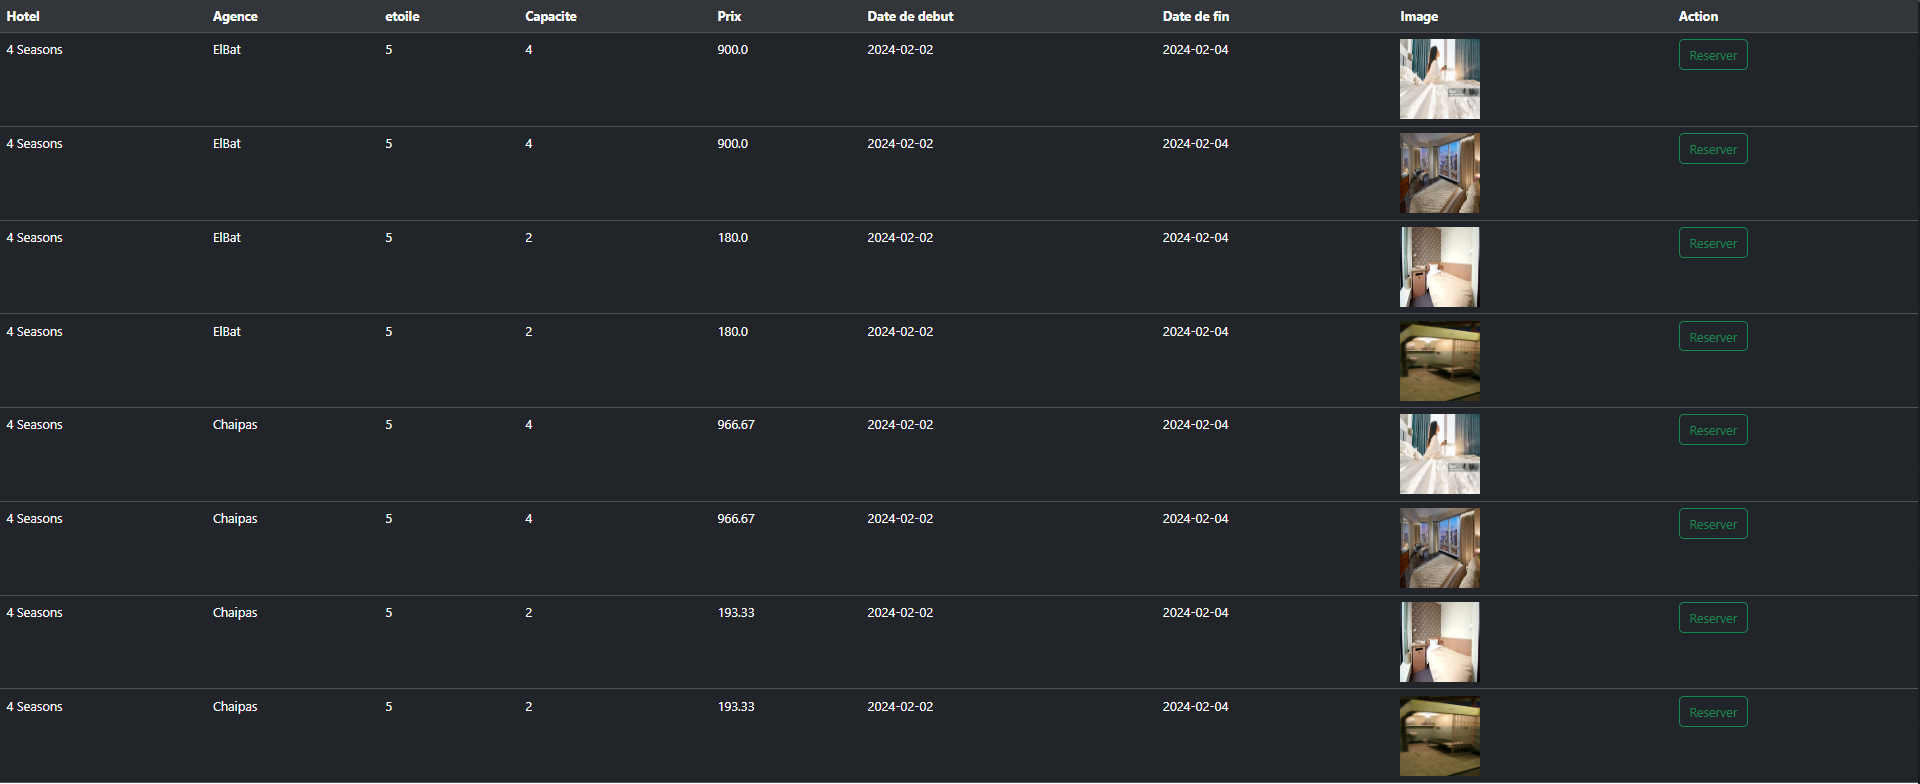 Hotel Agence etoile Capacite Prix Date de debut Date de fin Image Action
4 Seasons ElBat 5 4 900.0 2024-02-02 2024-02-04 Reserver
4 Seasons ElBat 5 4 900.0 2024-02-02 2024-02-04 Reserver
4 Seasons ElBat 5 2 180.0 2024-02-02 2024-02-04 Reserver
4 Seasons ElBat 5 2 180.0 2024-02-02 2024-02-04 Reserver
4 Seasons Chaipas 5 4 966.67 2024-02-02 2024-02-04 Reserver
4 Seasons Chaipas 5 4 966.67 2024-02-02 2024-02-04 Reserver
4 Seasons Chaipas 5 2 193.33 2024-02-02 2024-02-04 Reserver
4 Seasons Chaipas 5 2 193.33 2024-02-02 2024-02-04 Reserver